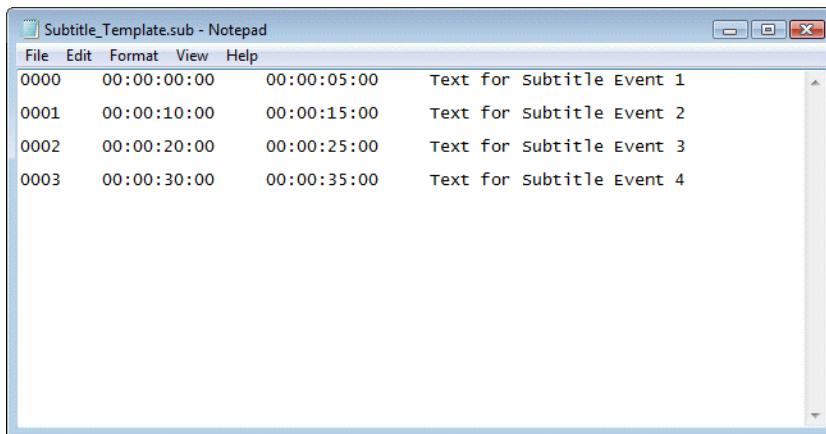 Subtitle_Template.sub - Notepad
File Edit Format View Help
0000 00:00:00:00 00:00:05:00 Text for Subtitle Event 1
0001 00:00:10:00 00:00:15:00 Text for Subtitle Event 2
0002 00:00:20:00 00:00:25:00 Text for Subtitle Event 3
0003 00:00:30:00 00:00:35:00 Text for Subtitle Event 4